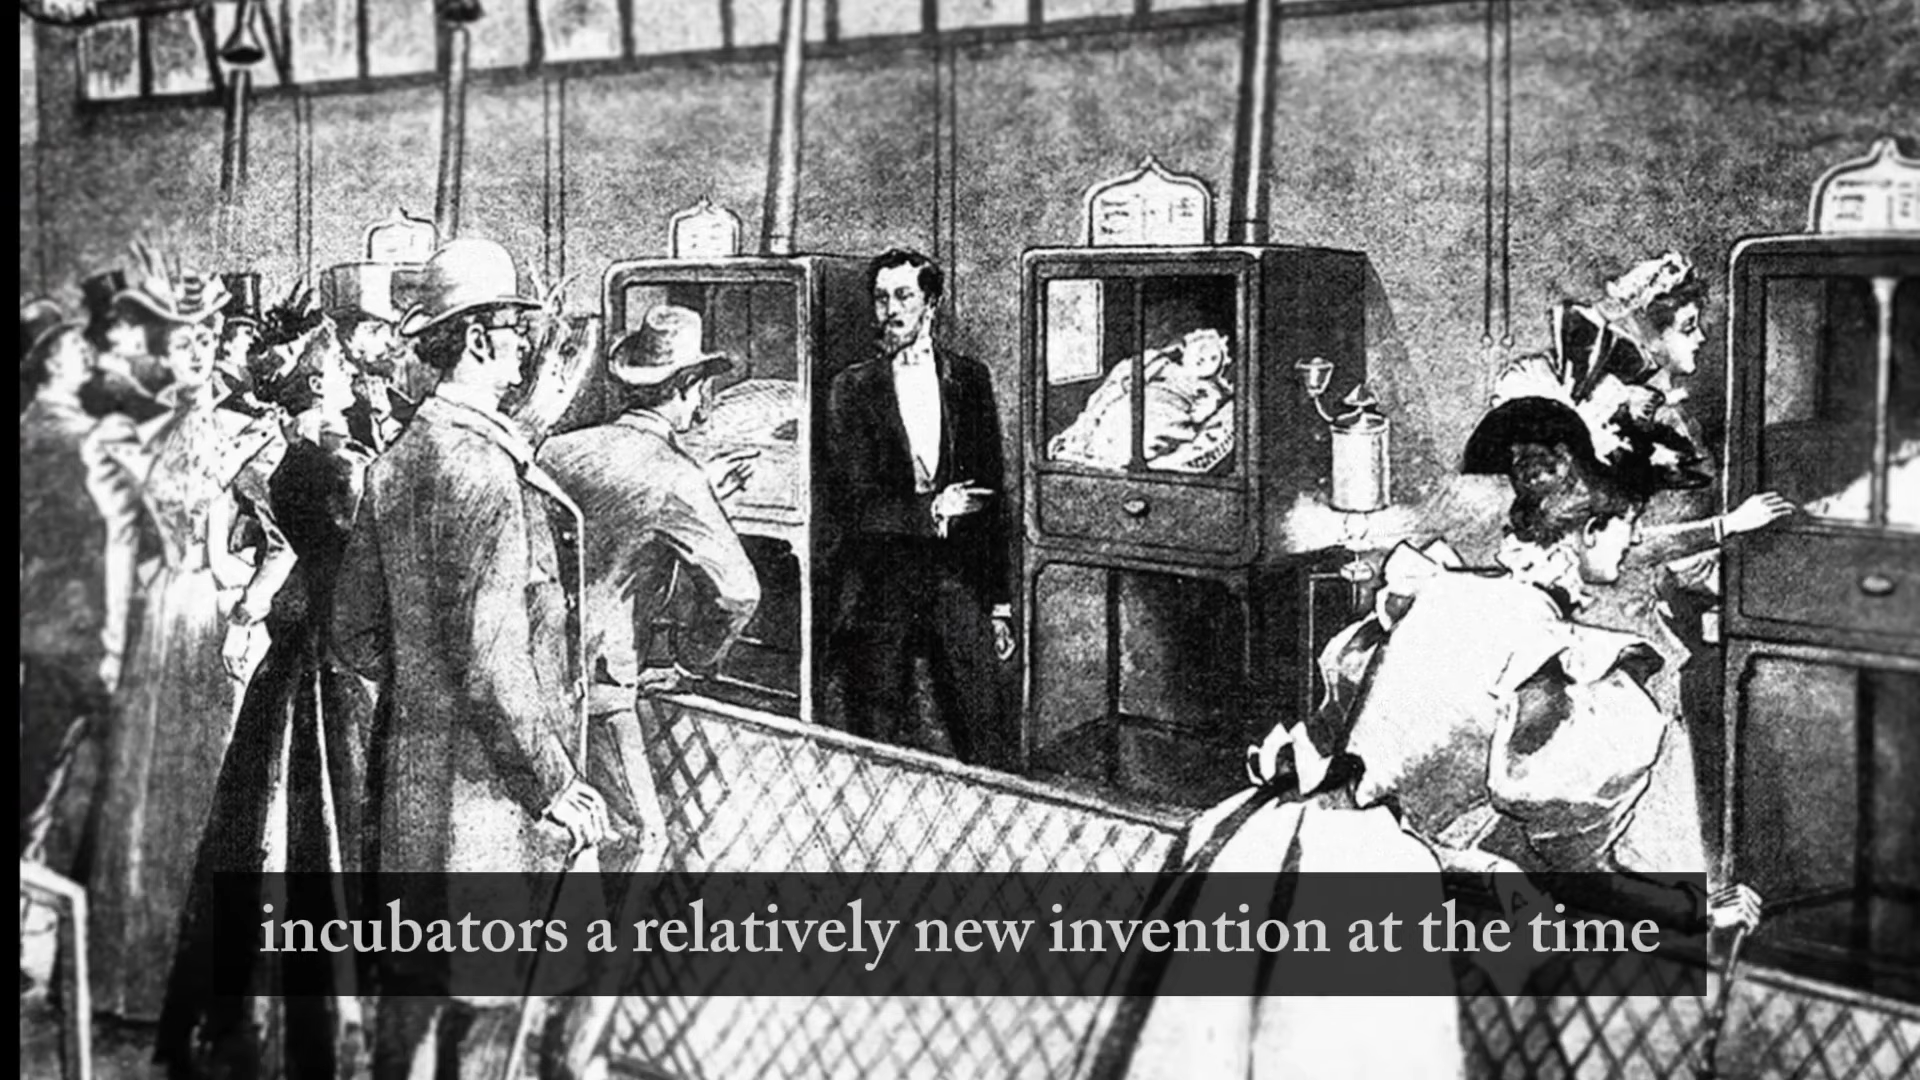 incubators a relatively new invention at the time